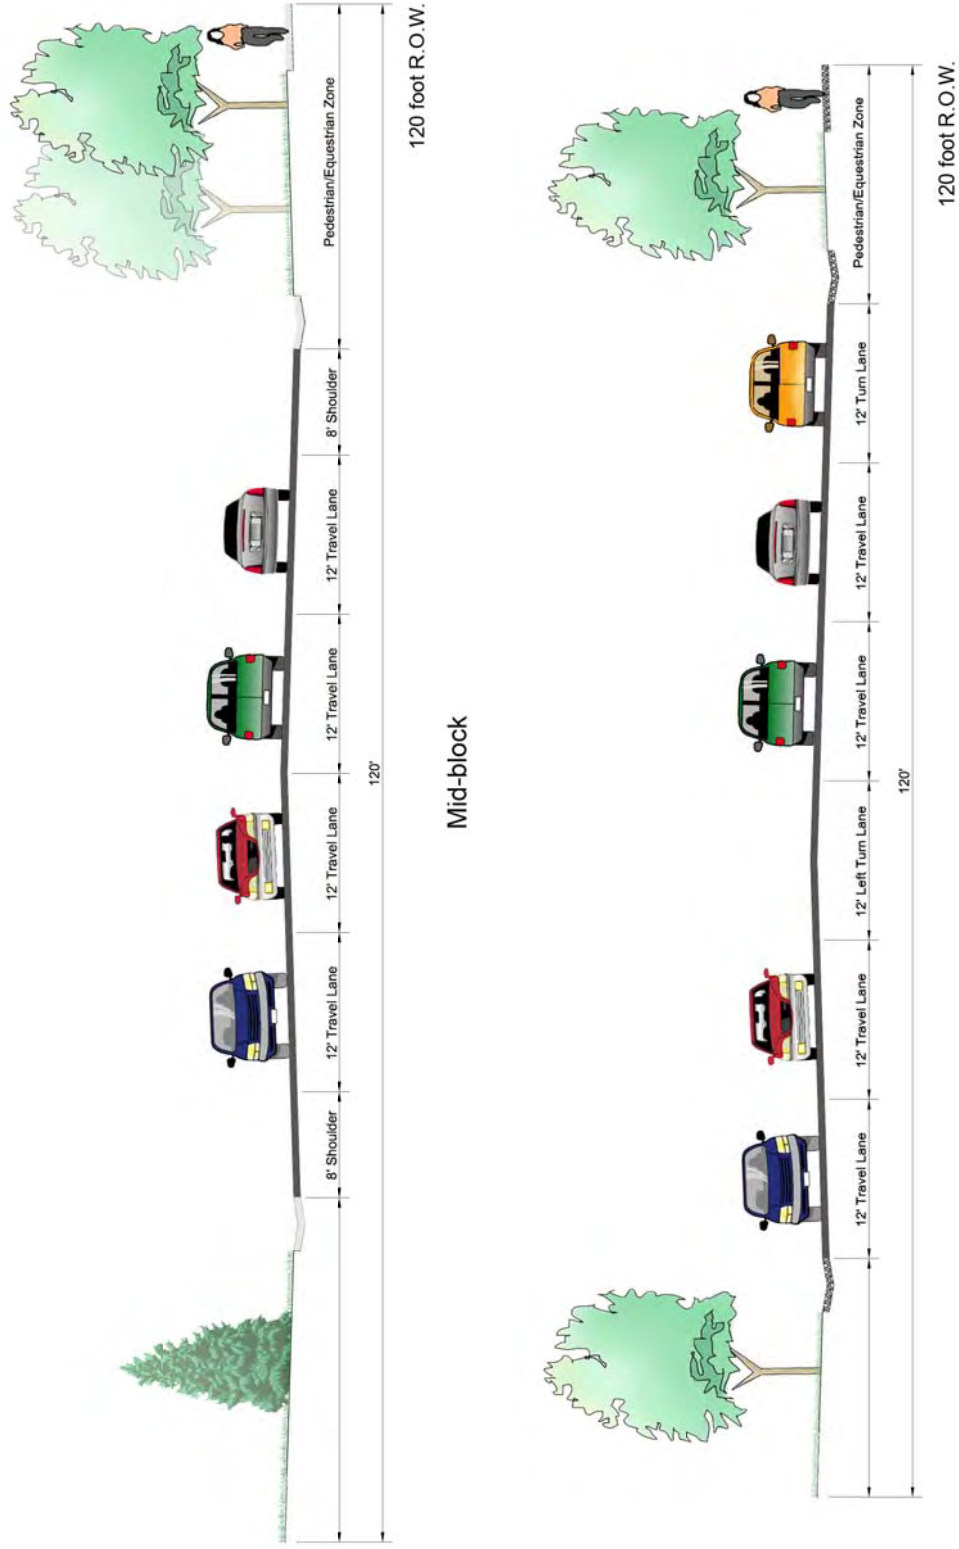 8' Shoulder
12' Travel Lane
12' Travel Lane
12' Travel Lane
12' Travel Lane
8' Shoulder
Pedestrian/Equestrian Zone
120'
120 foot R.O.W.
Mid-block
12' Travel Lane
12' Travel Lane
12' Left Turn Lane
12' Travel Lane
12' Travel Lane
12' Turn Lane
Pedestrian/Equestrian Zone
120'
120 foot R.O.W.